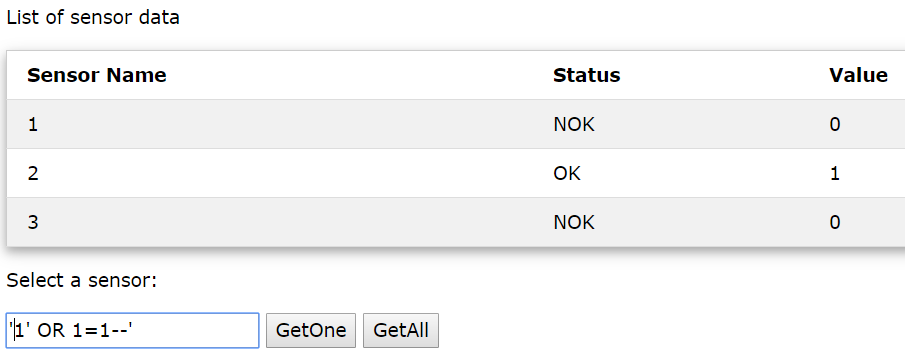 List of sensor data
Sensor Name Status Value
1 NOK 0
2 OK 1
3 NOK 0
Select a sensor:
'1' OR 1=1--' GetOne GetAll